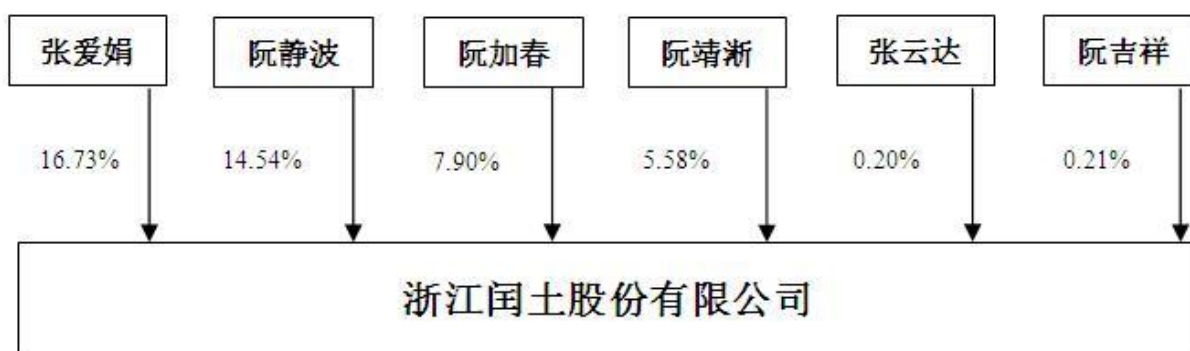 张爱娟 阮静波 阮加春 阮靖淅 张云达 阮吉祥
16.73% 14.54% 7.90% 5.58% 0.20% 0.21%
浙江闰土股份有限公司